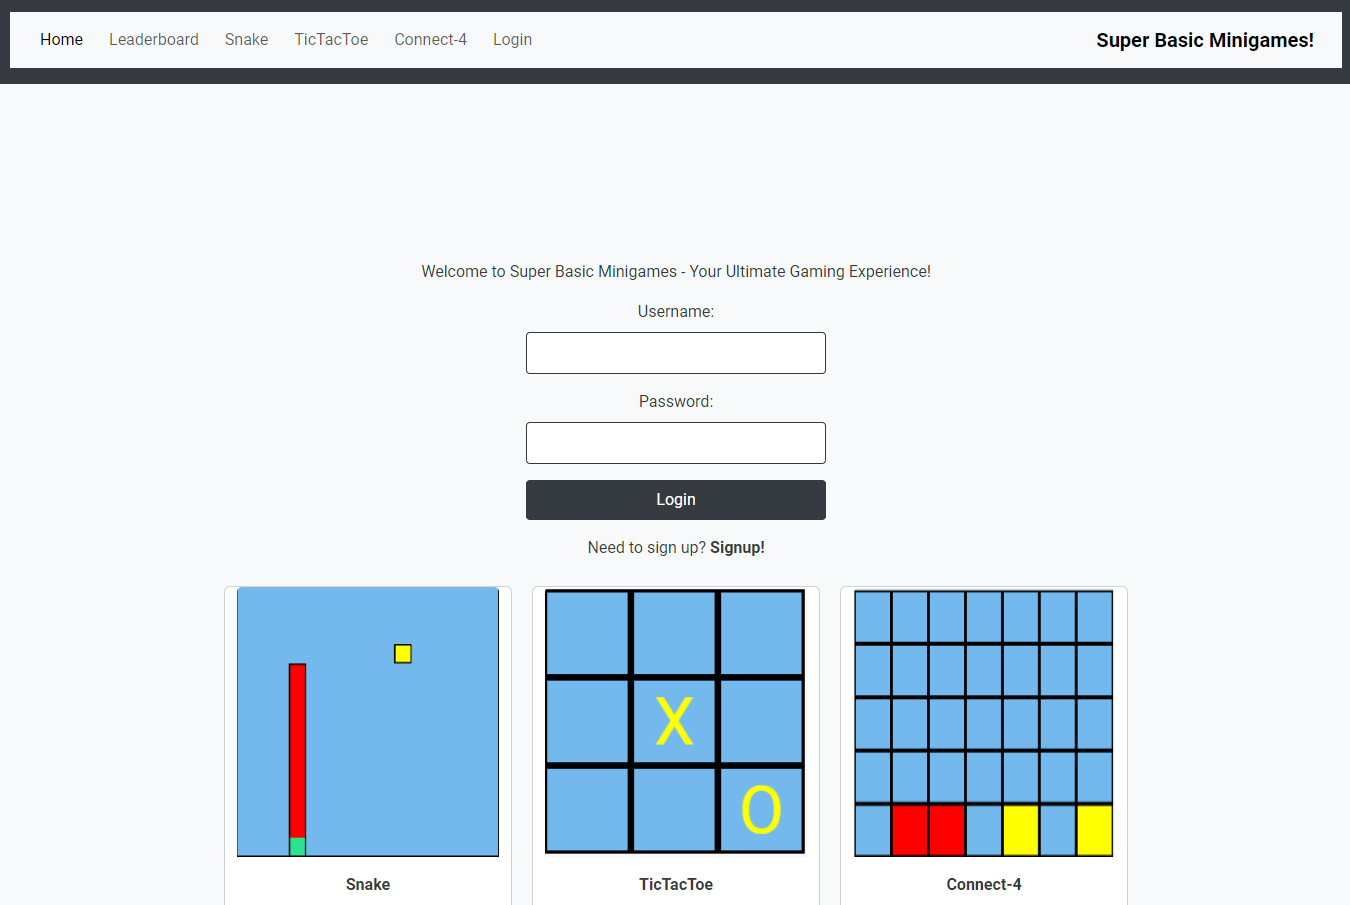 Home Leaderboard Snake TicTacToe Connect-4 Login Super Basic Minigames!
Welcome to Super Basic Minigames - Your Ultimate Gaming Experience!
Username:
Password:
Login
Need to sign up? Signup!
X
O
Snake TicTacToe Connect-4